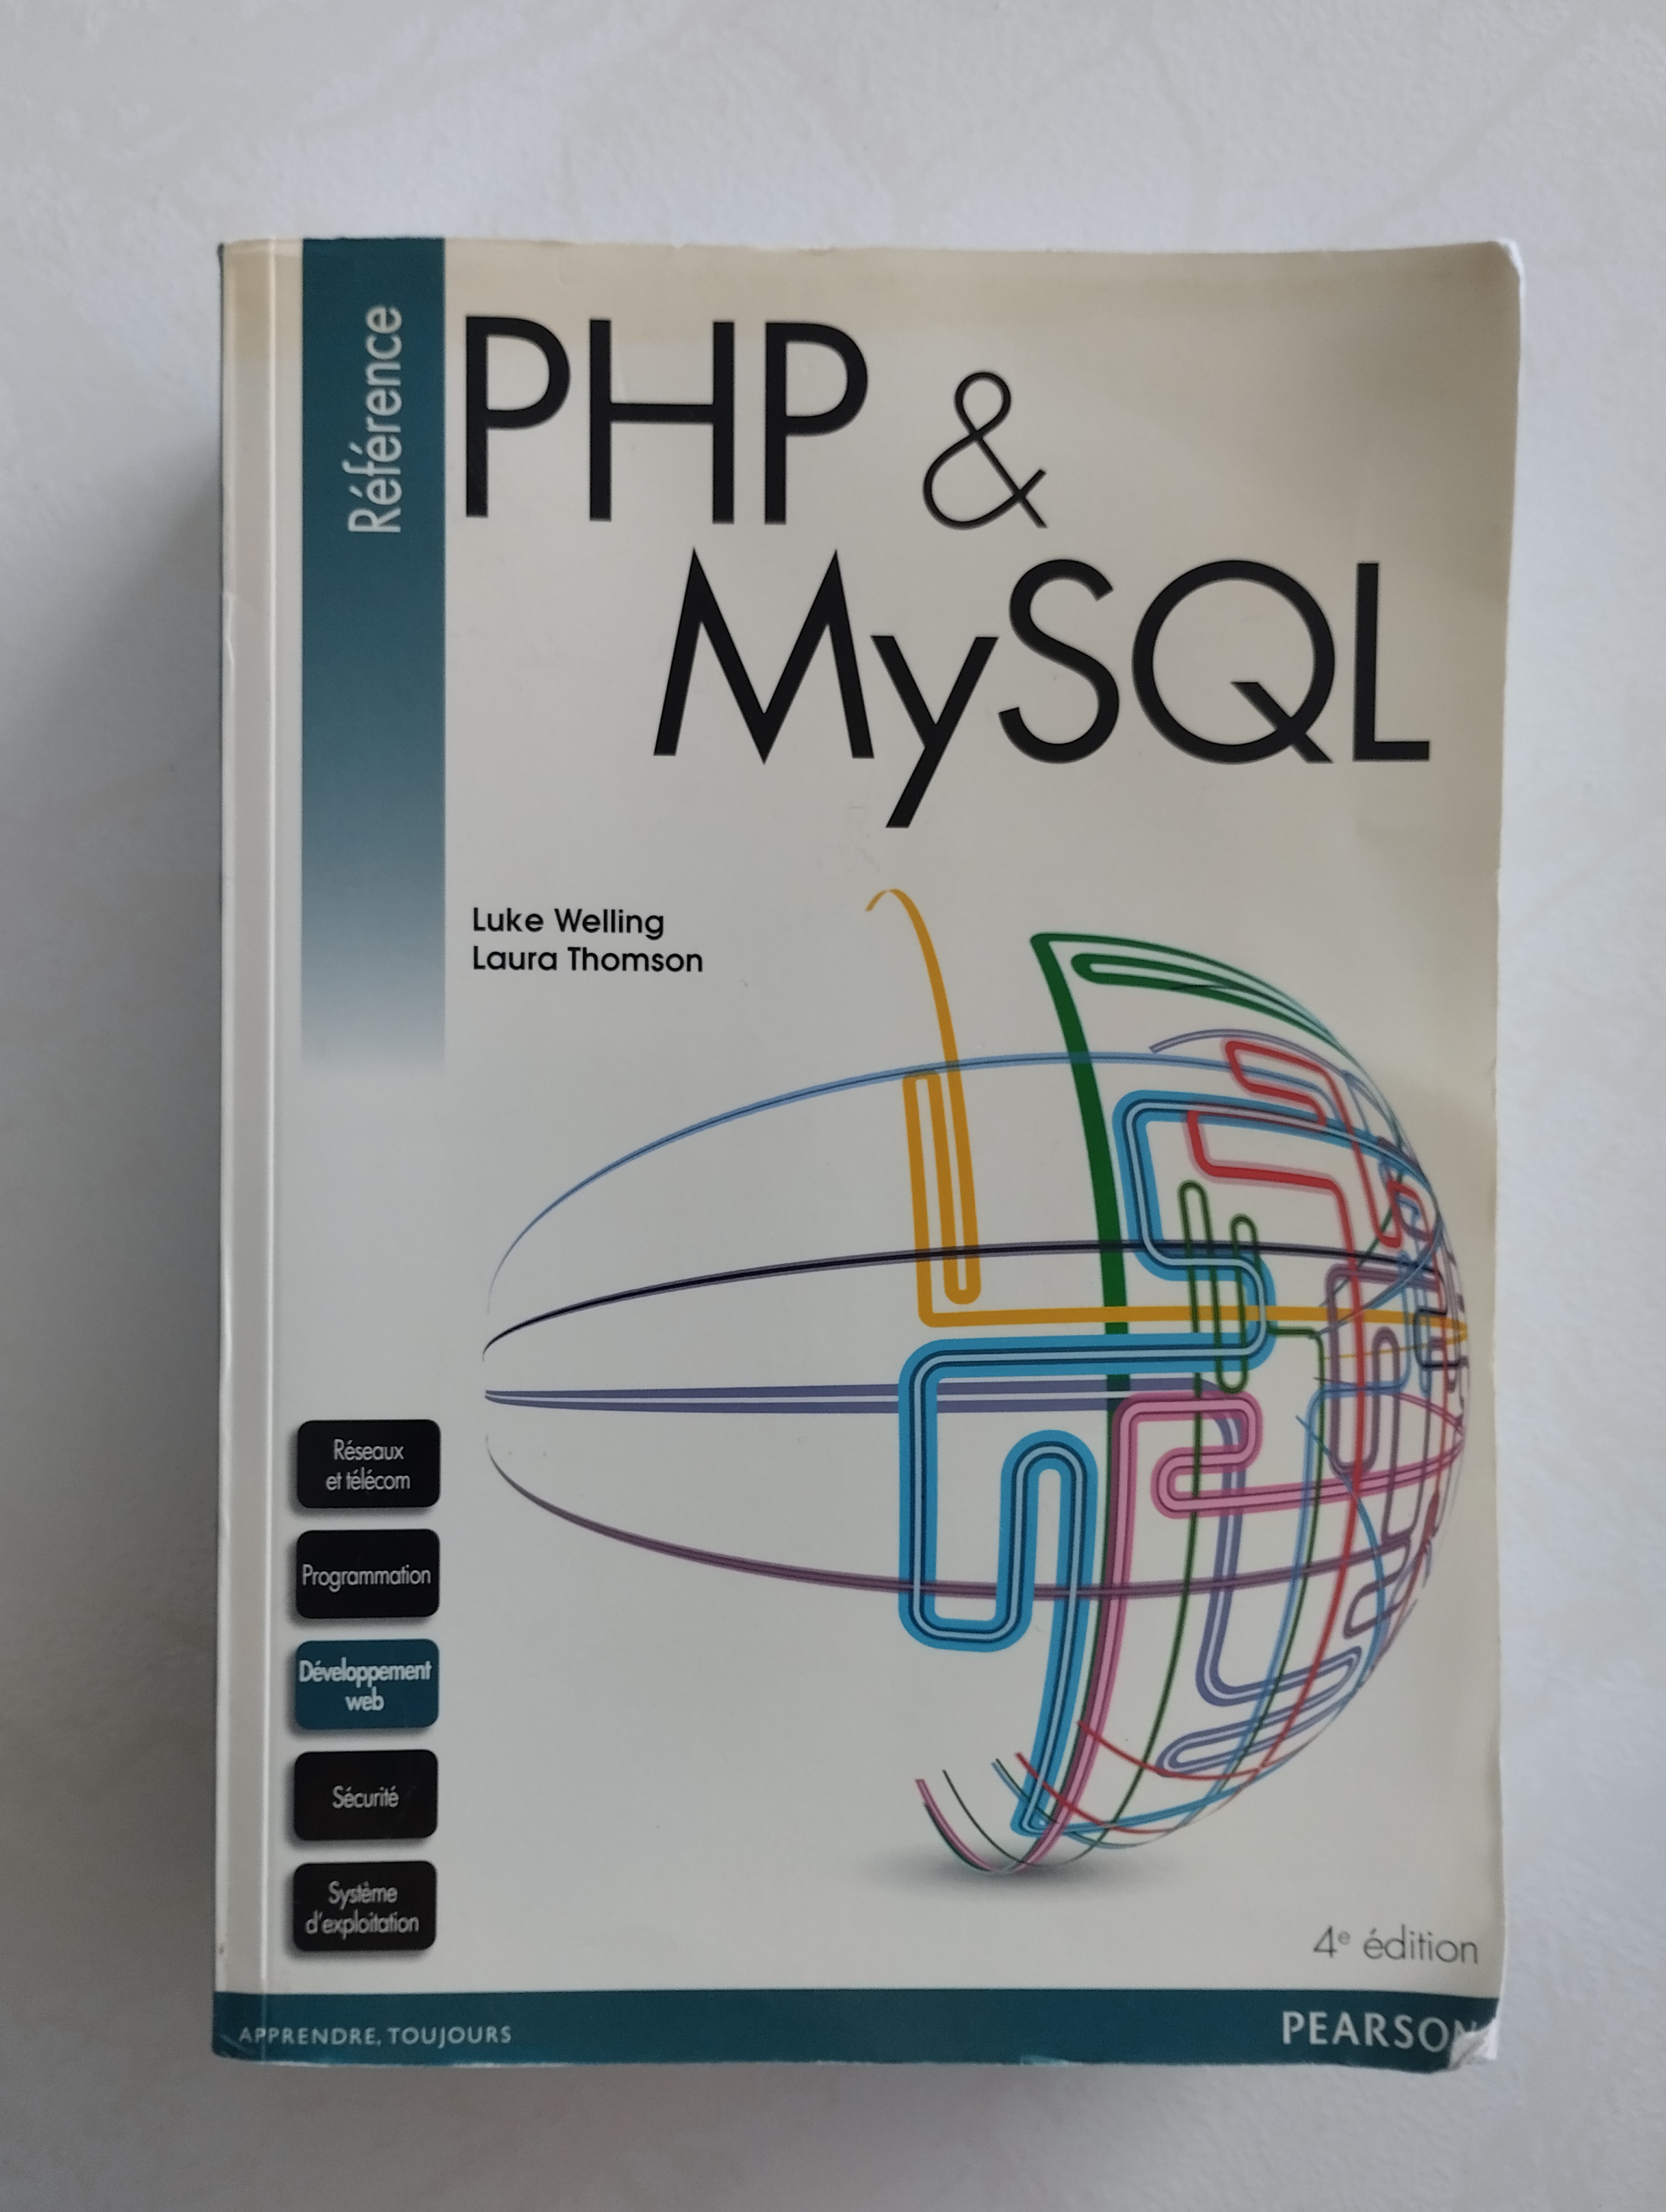 Référence
PHP &
MySQL
Luke Welling
Laura Thomson
Réseaux
et télécom
Programmation
Développement
web
Sécurité
Système
d'exploitation
4e édition
APPRENDRE, TOUJOURS
PEARSON